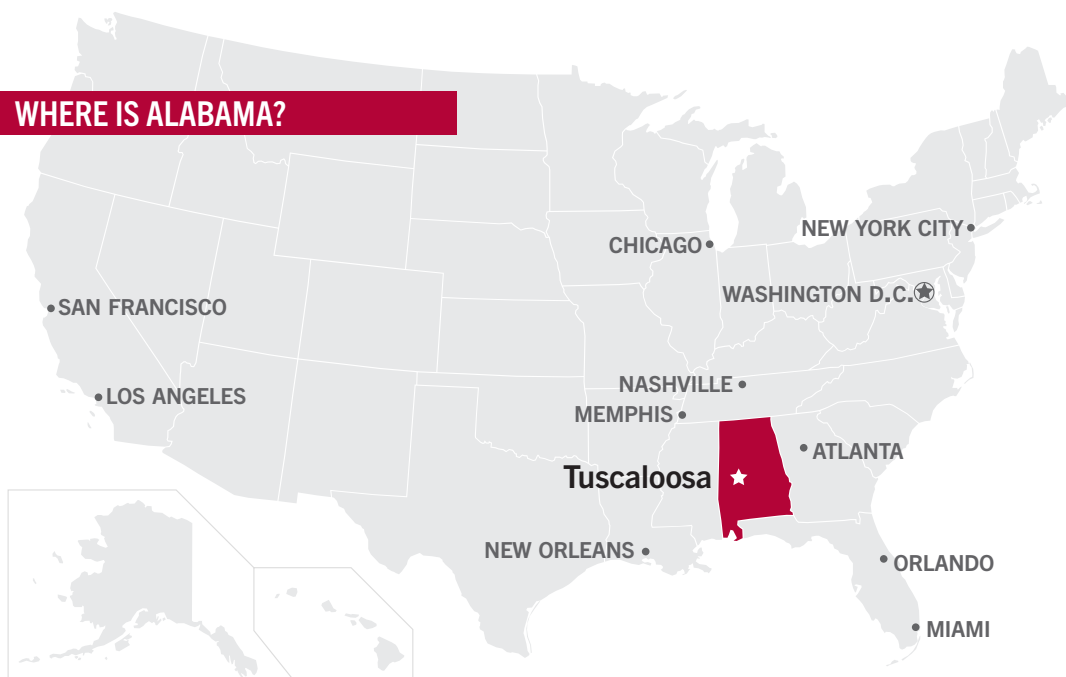 WHERE IS ALABAMA?
NEW YORK CITY
CHICAGO
WASHINGTON D.C.
SAN FRANCISCO
NASHVILLE
LOS ANGELES
MEMPHIS
ATLANTA
Tuscaloosa
NEW ORLEANS
ORLANDO
MIAMI